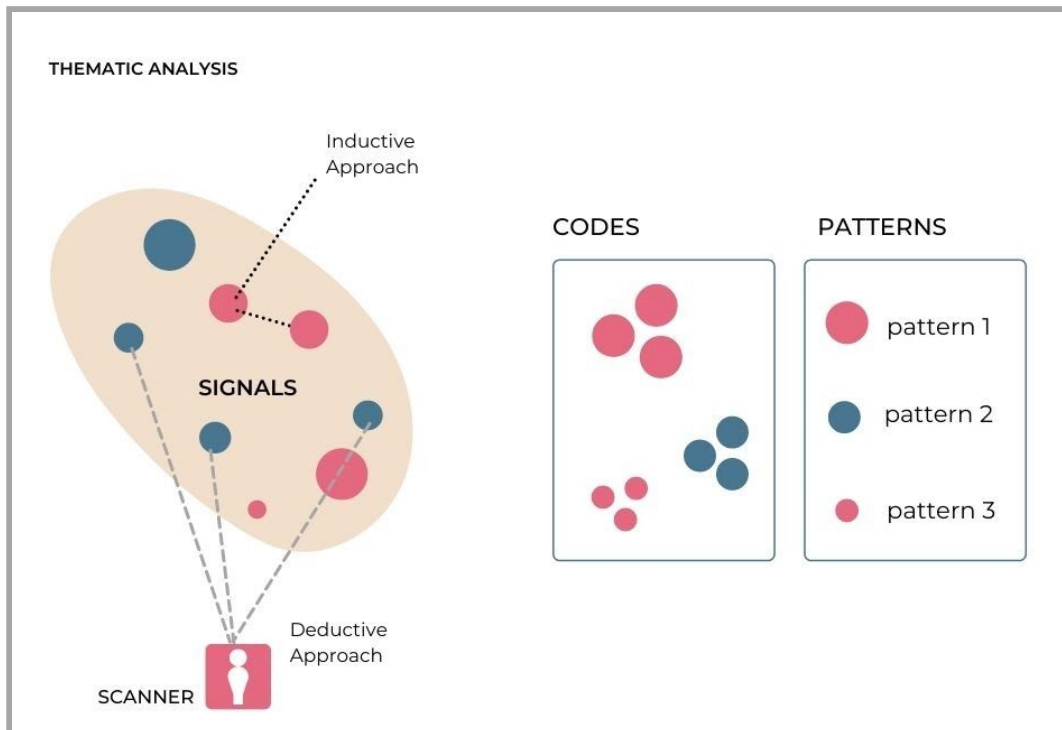 THEMATIC ANALYSIS
Inductive
Approach
SIGNALS
Deductive
Approach
SCANNER
CODES
PATTERNS
pattern 1
pattern 2
pattern 3